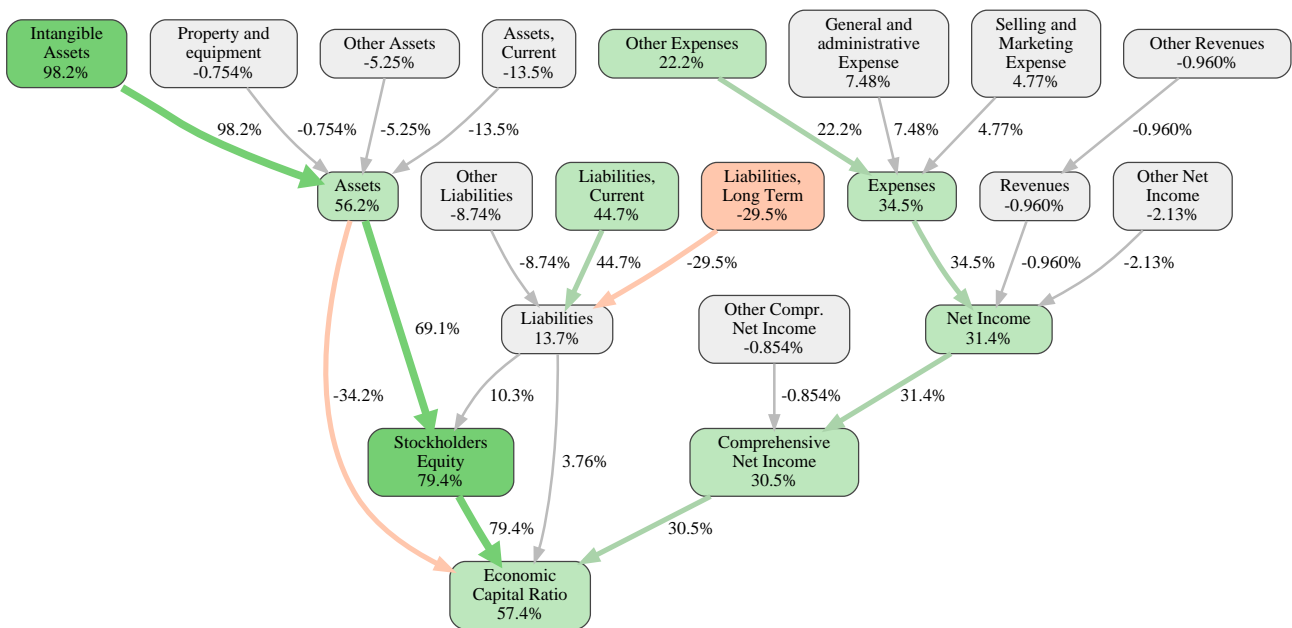 Intangible
Assets
98.2%
Property and
equipment
-0.754%
Other Assets
-5.25%
Assets,
Current
-13.5%
Other Expenses
22.2%
General and
administrative
Expense
7.48%
Selling and
Marketing
Expense
4.77%
Other Revenues
-0.960%
98.2%
-0.754%
-5.25%
-13.5%
22.2%
7.48%
4.77%
-0.960%
Assets
56.2%
Other
Liabilities
-8.74%
Liabilities,
Current
44.7%
Liabilities,
Long Term
-29.5%
Expenses
34.5%
Revenues
-0.960%
Other Net
Income
-2.13%
-8.74%
44.7%
-29.5%
34.5%
-0.960%
-2.13%
69.1%
Liabilities
13.7%
Other Compr.
Net Income
-0.854%
Net Income
31.4%
-34.2%
10.3%
-0.854%
31.4%
Stockholders
Equity
79.4%
3.76%
Comprehensive
Net Income
30.5%
79.4%
30.5%
Economic
Capital Ratio
57.4%